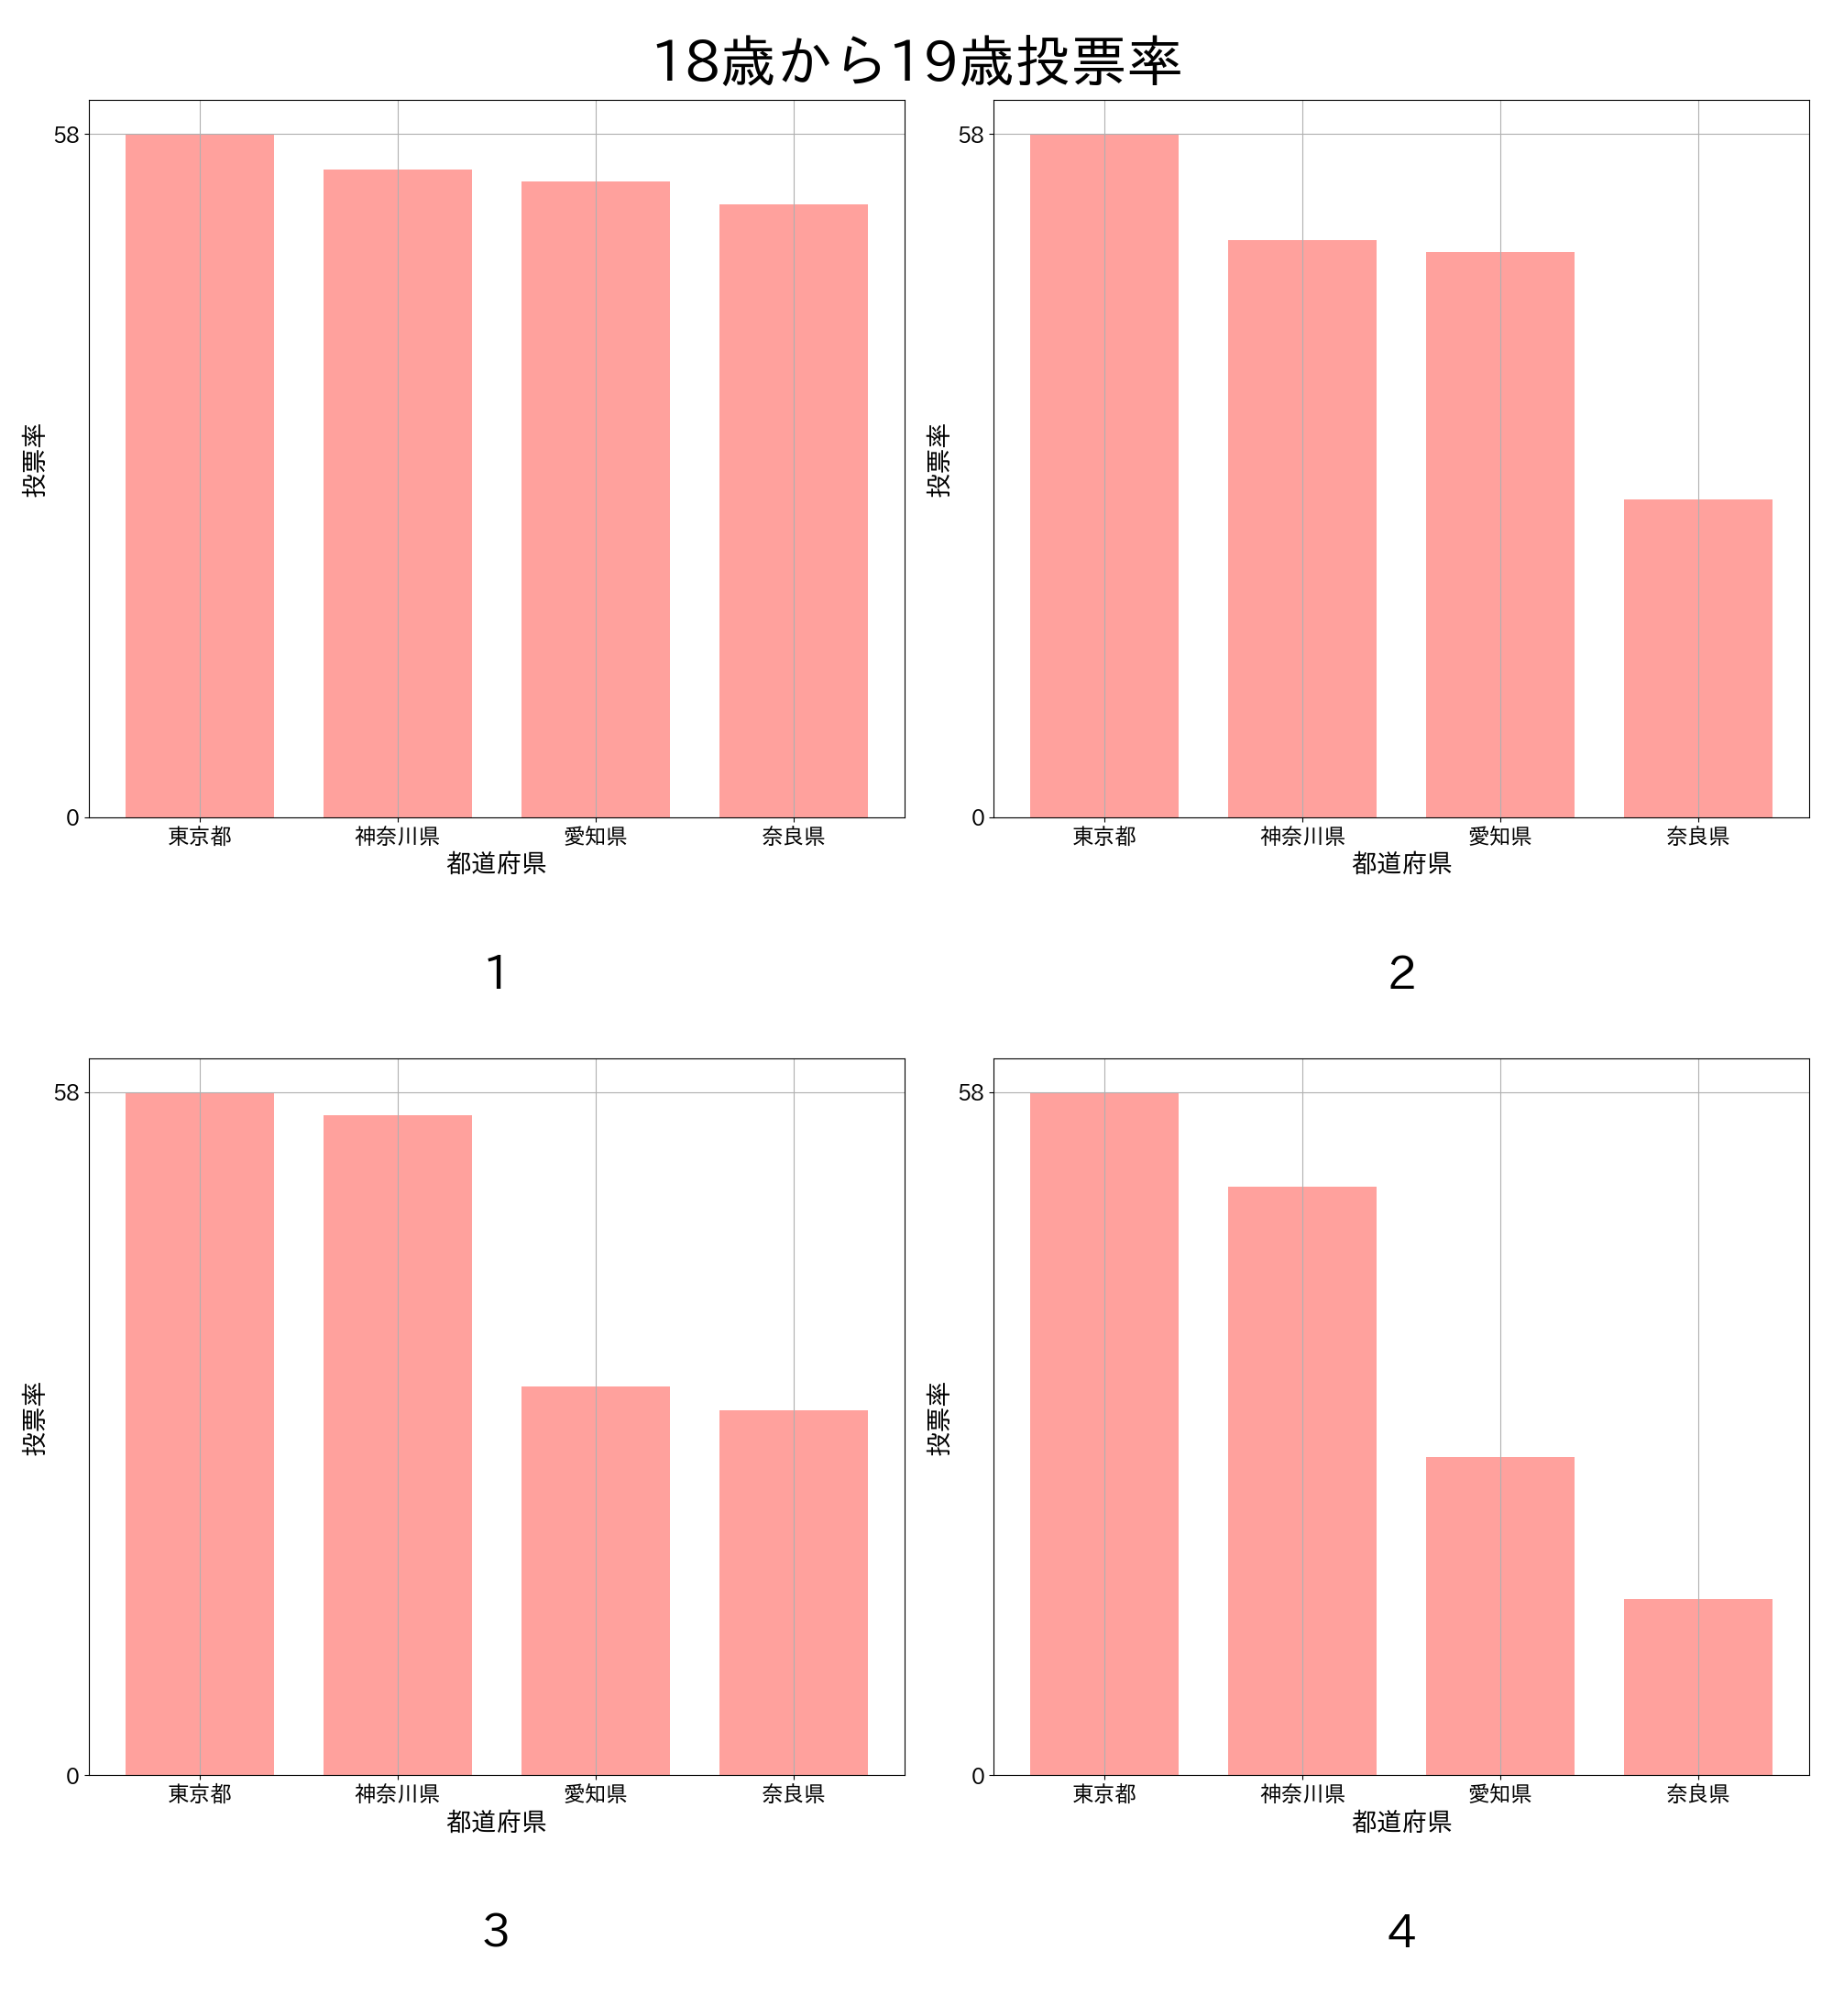 18歳から19歳投票率
58
0
投票率
東京都 神奈川県 愛知県 奈良県
都道府県
1
58
0
投票率
東京都 神奈川県 愛知県 奈良県
都道府県
2
58
0
投票率
東京都 神奈川県 愛知県 奈良県
都道府県
3
58
0
投票率
東京都 神奈川県 愛知県 奈良県
都道府県
4